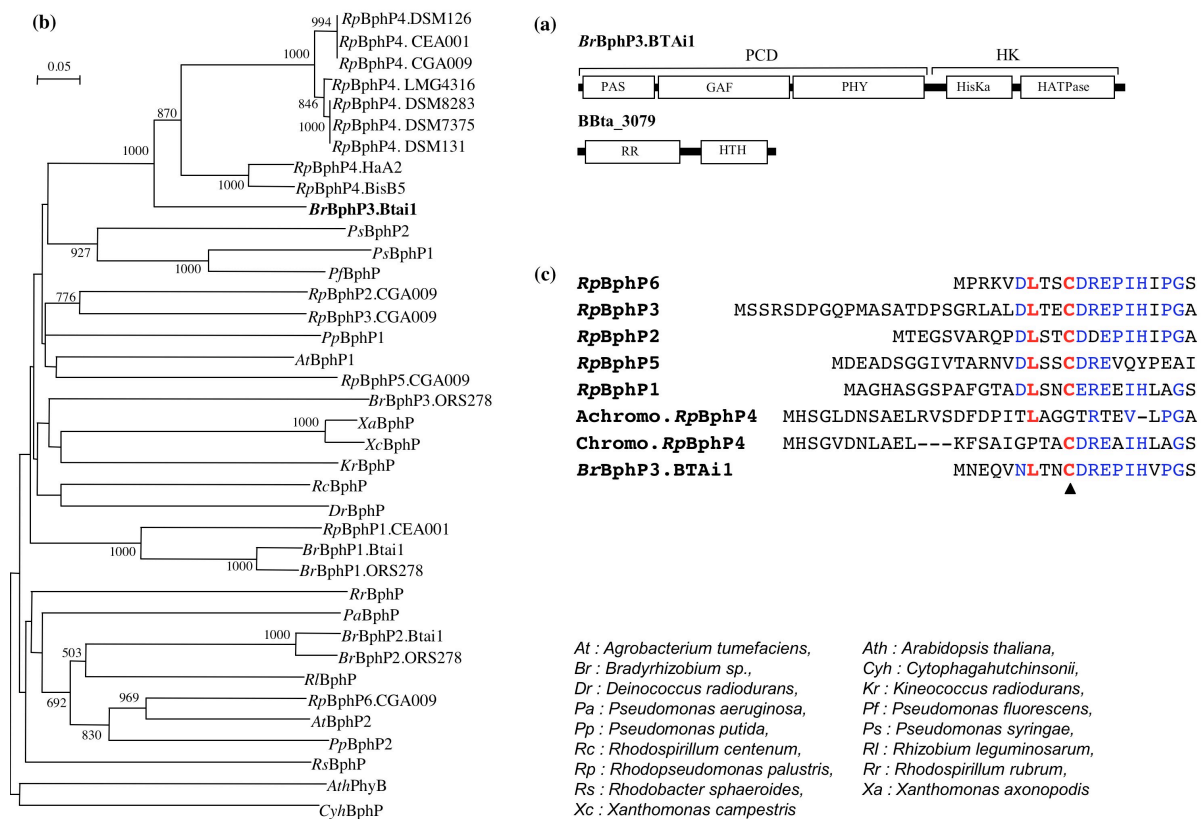 (b)
0.05
994
RpBphP4.DSM126
RpBphP4. CEA001
RpBphP4. CGA009
1000
RpBphP4. LMG4316
846
RpBphP4. DSM8283
RpBphP4. DSM7375
1000
RpBphP4. DSM131
870
1000
RpBphP4.HaA2
1000
RpBphP4.BisB5
BrBphP3.Btai1
PsBphP2
927
PsBphP1
1000
PfBphP
776
RpBphP2.CGA009
RpBphP3.CGA009
PpBphP1
AtBphP1
RpBphP5.CGA009
BrBphP3.ORS278
1000
XaBphP
XcBphP
KrBphP
RcBphP
DrBphP
RpBphP1.CEA001
1000
BrBphP1.Btai1
1000
BrBphP1.ORS278
RrBphP
PaBphP
1000
BrBphP2.Btai1
BrBphP2.ORS278
503
RlBphP
692
969
RpBphP6.CGA009
AtBphP2
830
PpBphP2
RsBphP
AthPhyB
CyhBphP
(a)
BrBphP3.BTAi1
PCD HK
PAS GAF PHY HisKa HATPase
BBta_3079
RR HTH
(c)
RpBphP6 MPRKVDLTSCDREPIHIPGS
RpBphP3 MSSRSDPGQPMASATDPSGRLALDLTECDREPIHIPGA
RpBphP2 MTEGSVARQPDLSTCDDEPIHIPGA
RpBphP5 MDEADSGGIVTARNVDLSSCDREVQYPEAI
RpBphP1 MAGHASGSPAFGTADLSNCEREEIHLAGS
Achromo.RpBphP4 MHSGLDNSAELRVSDFDPITLAGGTRTEV-LPGA
Chromo.RpBphP4 MHSGVDNLAEL---KFSAIGPTACDREAIHLAGS
BrBphP3.BTAi1 MNEQVNLTNCDREPIHVPGS
At : Agrobacterium tumefaciens,
Br : Bradyrhizobium sp.,
Dr : Deinococcus radiodurans,
Pa : Pseudomonas aeruginosa,
Pp : Pseudomonas putida,
Rc : Rhodospirillum centenum,
Rp : Rhodopseudomonas palustris,
Rs : Rhodobacter sphaeroides,
Xc : Xanthomonas campestris
Ath : Arabidopsis thaliana,
Cyh : Cytophagahutchinsonii,
Kr : Kineococcus radiodurans,
Pf : Pseudomonas fluorescens,
Ps : Pseudomonas syringae,
Rl : Rhizobium leguminosarum,
Rr : Rhodospirillum rubrum,
Xa : Xanthomonas axonopodis